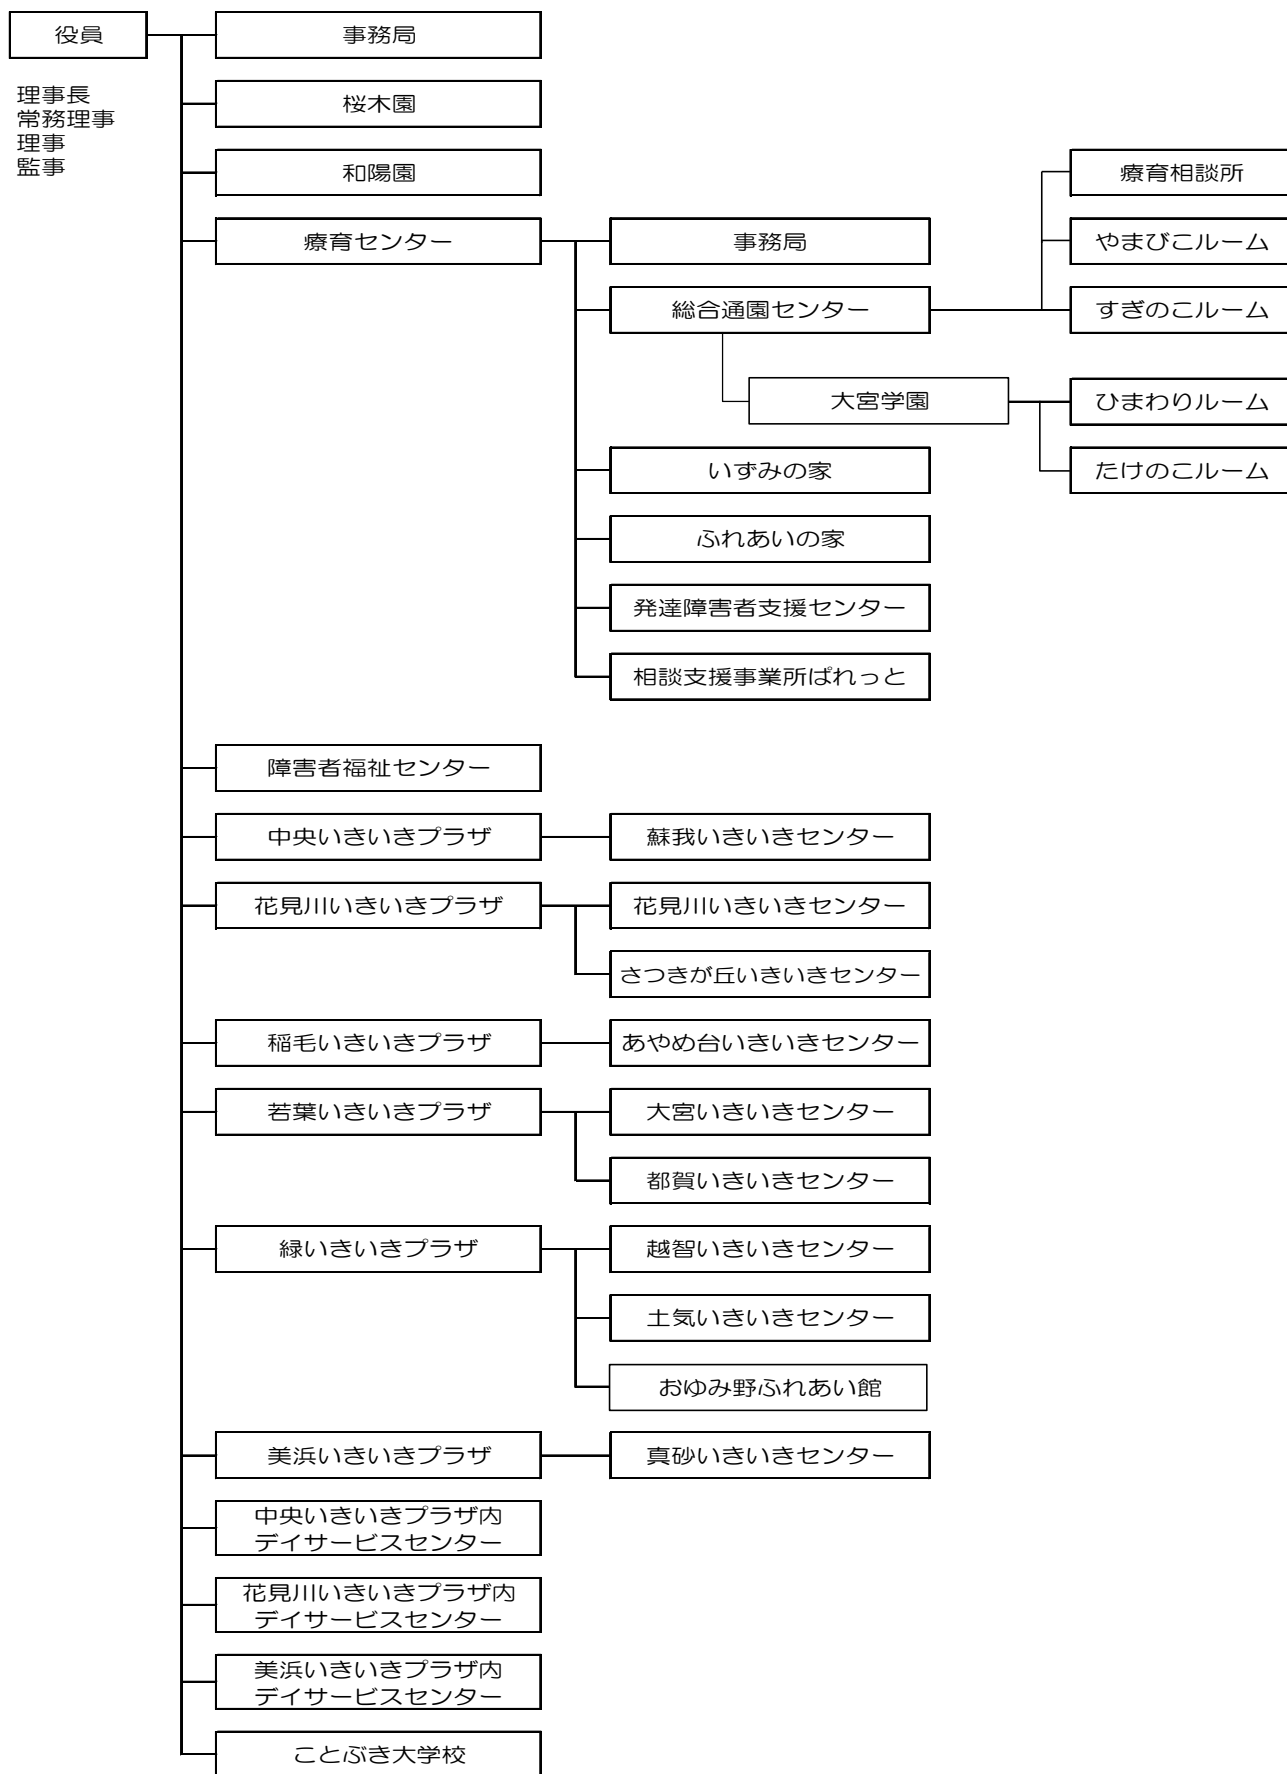 役員
事務局
理事長
常務理事
理事
監事
桜木園
和陽園
療育相談所
療育センター
事務局
やまびこルーム
総合通園センター
すぎのこルーム
大宮学園
ひまわりルーム
いずみの家
たけのこルーム
ふれあいの家
発達障害者支援センター
相談支援事業所ぱれっと
障害者福祉センター
中央いきいきプラザ
蘇我いきいきセンター
花見川いきいきプラザ
花見川いきいきセンター
さつきが丘いきいきセンター
稲毛いきいきプラザ
あやめ台いきいきセンター
若葉いきいきプラザ
大宮いきいきセンター
都賀いきいきセンター
緑いきいきプラザ
越智いきいきセンター
土気いきいきセンター
おゆみ野ふれあい館
美浜いきいきプラザ
真砂いきいきセンター
中央いきいきプラザ内
デイサービスセンター
花見川いきいきプラザ内
デイサービスセンター
美浜いきいきプラザ内
デイサービスセンター
ことぶき大学校